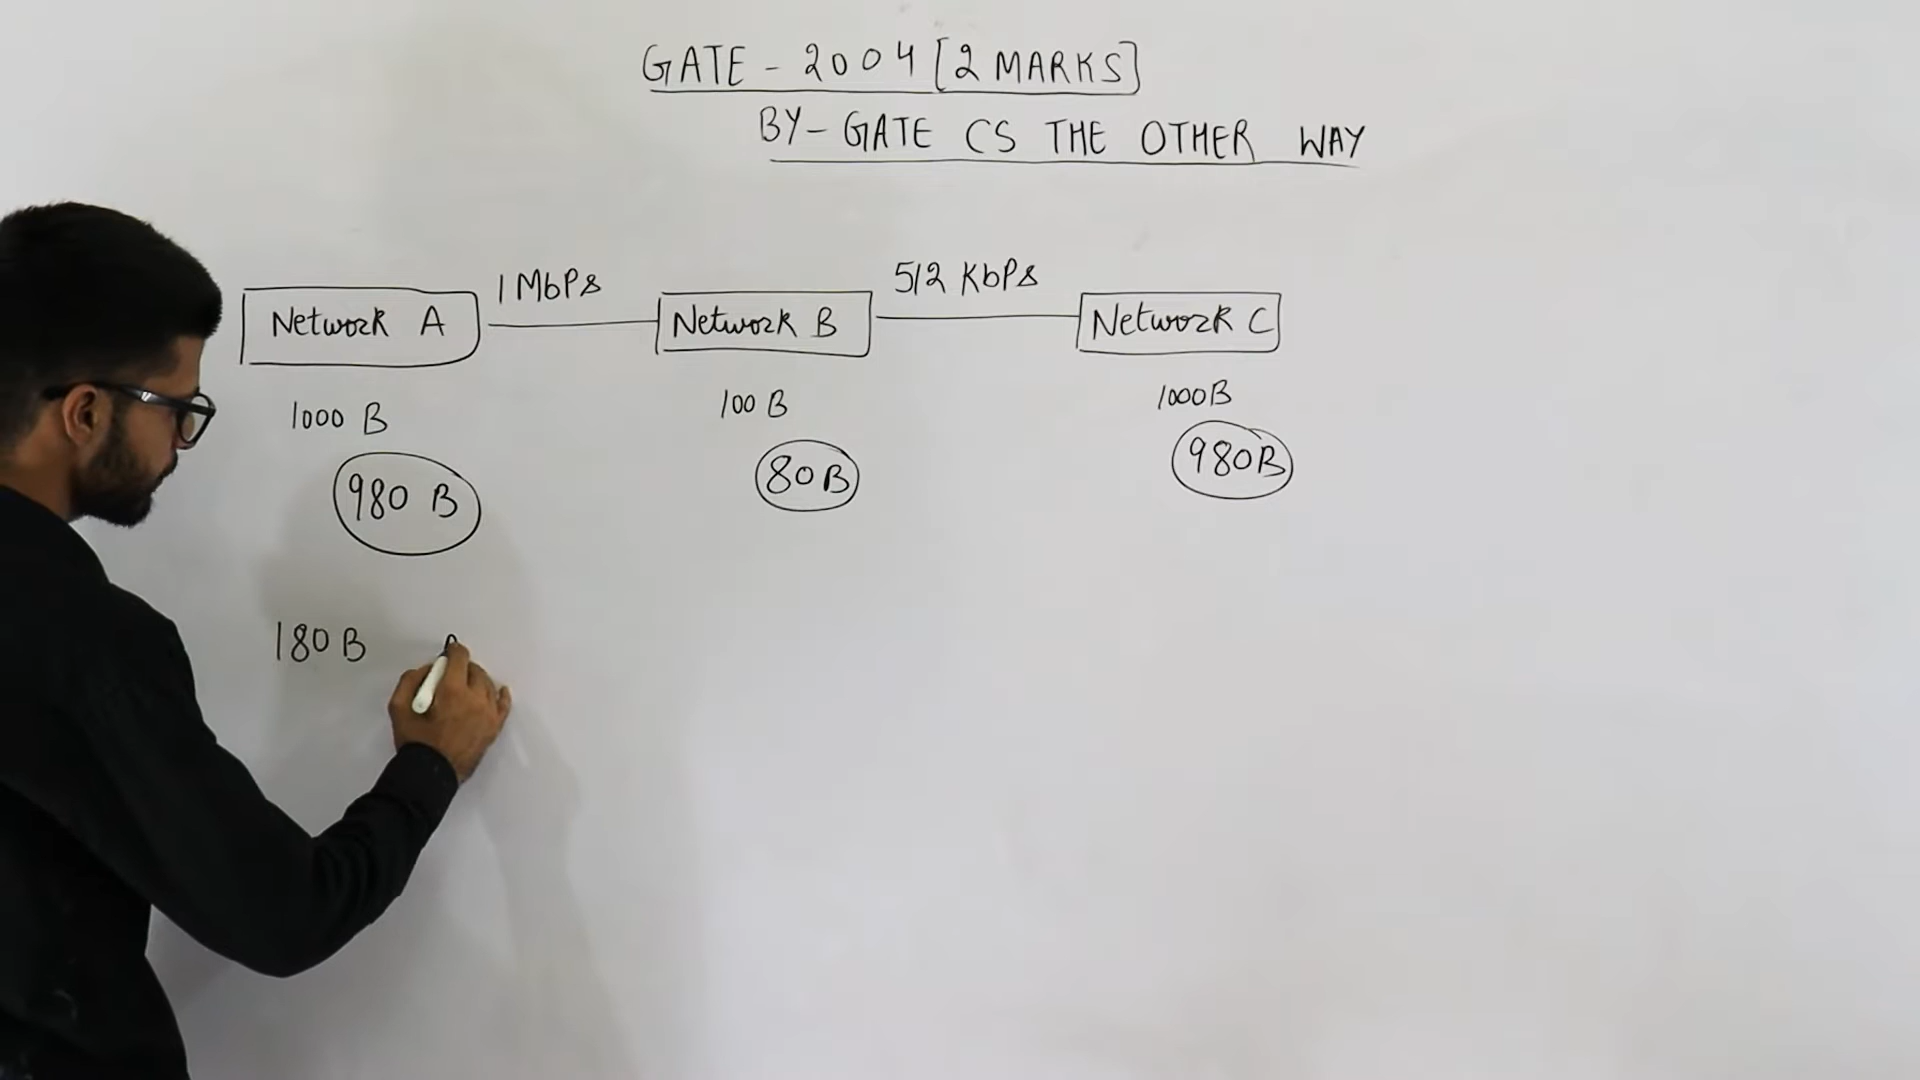 GATE - 2004 [2 MARKS]
BY - GATE CS THE OTHER WAY
1 MbPs
512 KbPs
Network A
Network B
Network C
1000 B
100 B
1000B
980 B
80B
980B
180 B